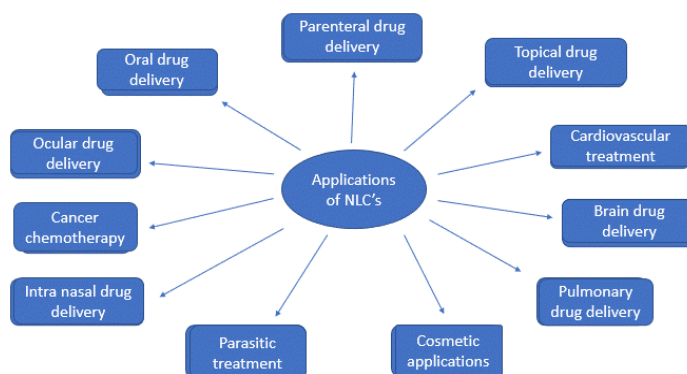 Parenteral drug
delivery
Oral drug
delivery
Topical drug
delivery
Ocular drug
delivery
Cardiovascular
treatment
Applications
of NLC's
Cancer
chemotherapy
Brain drug
delivery
Intra nasal drug
delivery
Pulmonary
drug delivery
Parasitic
treatment
Cosmetic
applications